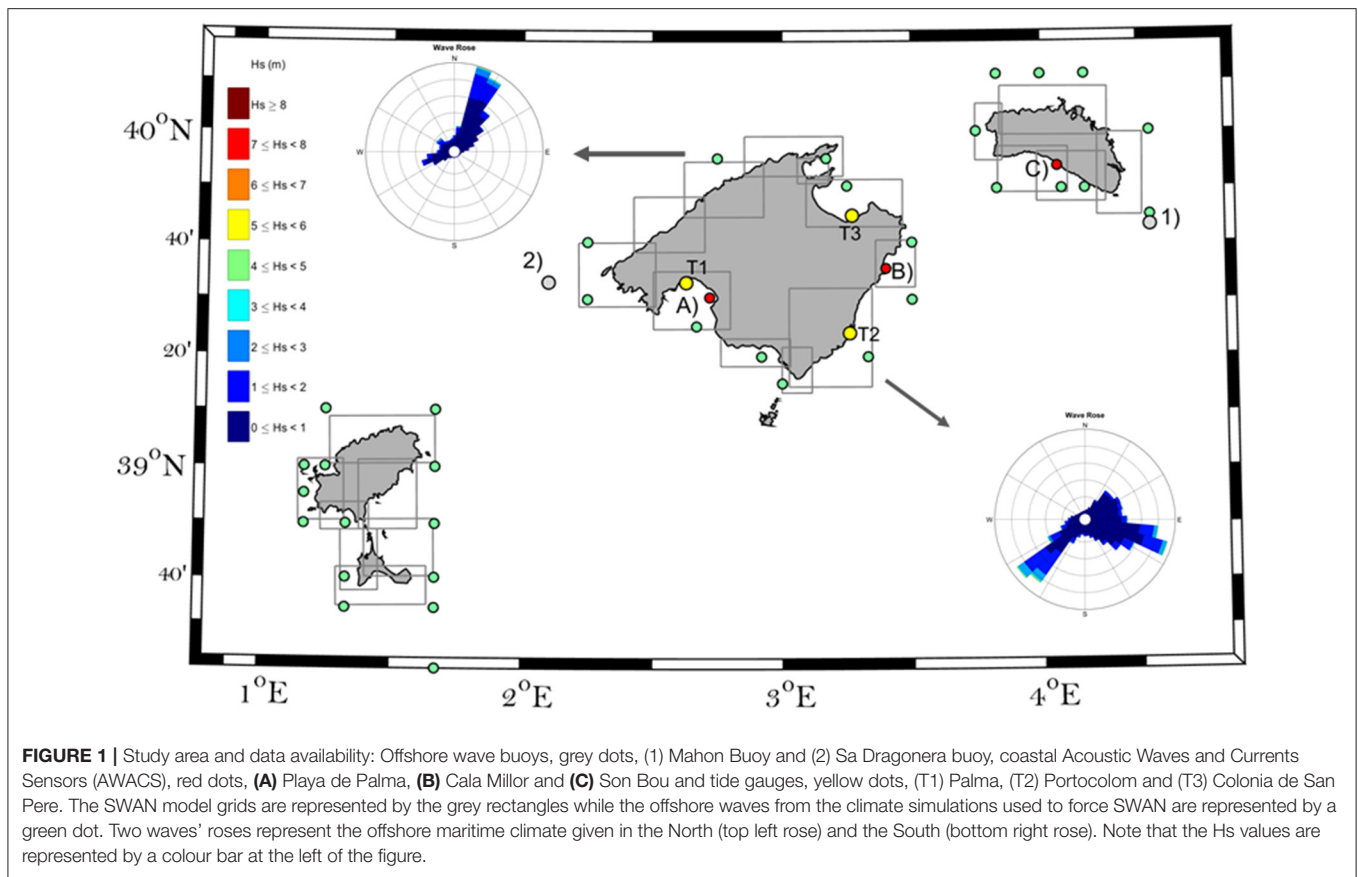 Hs (m)
Hs ≥ 8
7 ≤ Hs < 8
6 ≤ Hs < 7
5 ≤ Hs < 6
4 ≤ Hs < 5
3 ≤ Hs < 4
2 ≤ Hs < 3
1 ≤ Hs < 2
0 ≤ Hs < 1
Wave Rose
N
W
E
S
40°N
40'
20'
39°N
40'
1°E
2°E
3°E
4°E
C)
1)
2)
T3
T1
B)
A)
T2
Wave Rose
N
W
E
S
FIGURE 1 | Study area and data availability: Offshore wave buoys, grey dots, (1) Mahon Buoy and (2) Sa Dragonera buoy, coastal Acoustic Waves and Currents
Sensors (AWACS), red dots, (A) Playa de Palma, (B) Cala Millor and (C) Son Bou and tide gauges, yellow dots, (T1) Palma, (T2) Portocolom and (T3) Colonia de San
Pere. The SWAN model grids are represented by the grey rectangles while the offshore waves from the climate simulations used to force SWAN are represented by a
green dot. Two waves' roses represent the offshore maritime climate given in the North (top left rose) and the South (bottom right rose). Note that the Hs values are
represented by a colour bar at the left of the figure.